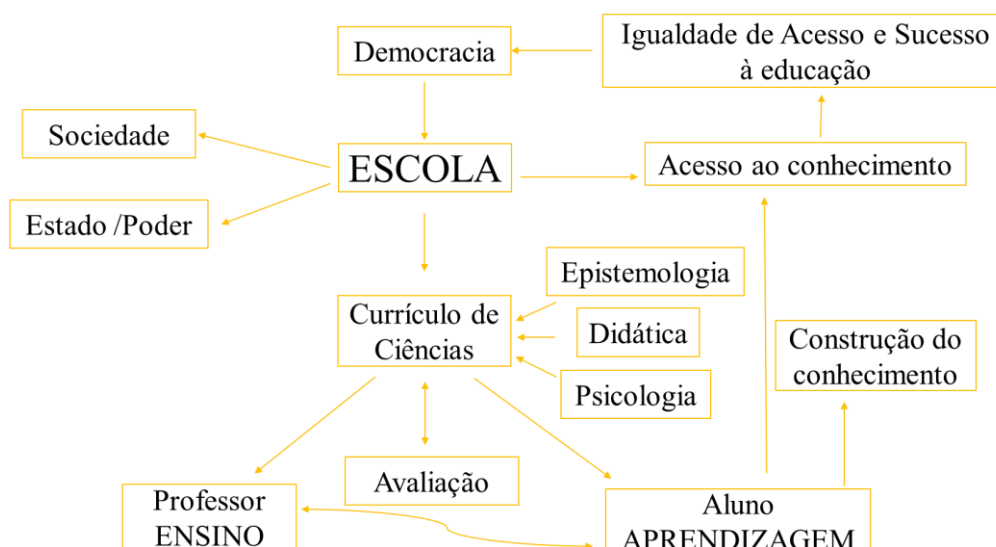 Democracia
Igualdade de Acesso e Sucesso
à educação
Sociedade
ESCOLA
Acesso ao conhecimento
Estado /Poder
Epistemologia
Currículo de
Ciências
Didática
Construção do
conhecimento
Psicologia
Avaliação
Professor
ENSINO
Aluno
APRENDIZAGEM